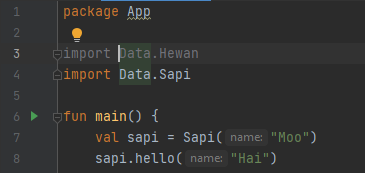 1 package App
2
3 import Data.Hewan
4 import Data.Sapi
5
6 fun main() {
7 val sapi = Sapi( name: "Moo")
8 sapi.hello( name: "Hai")